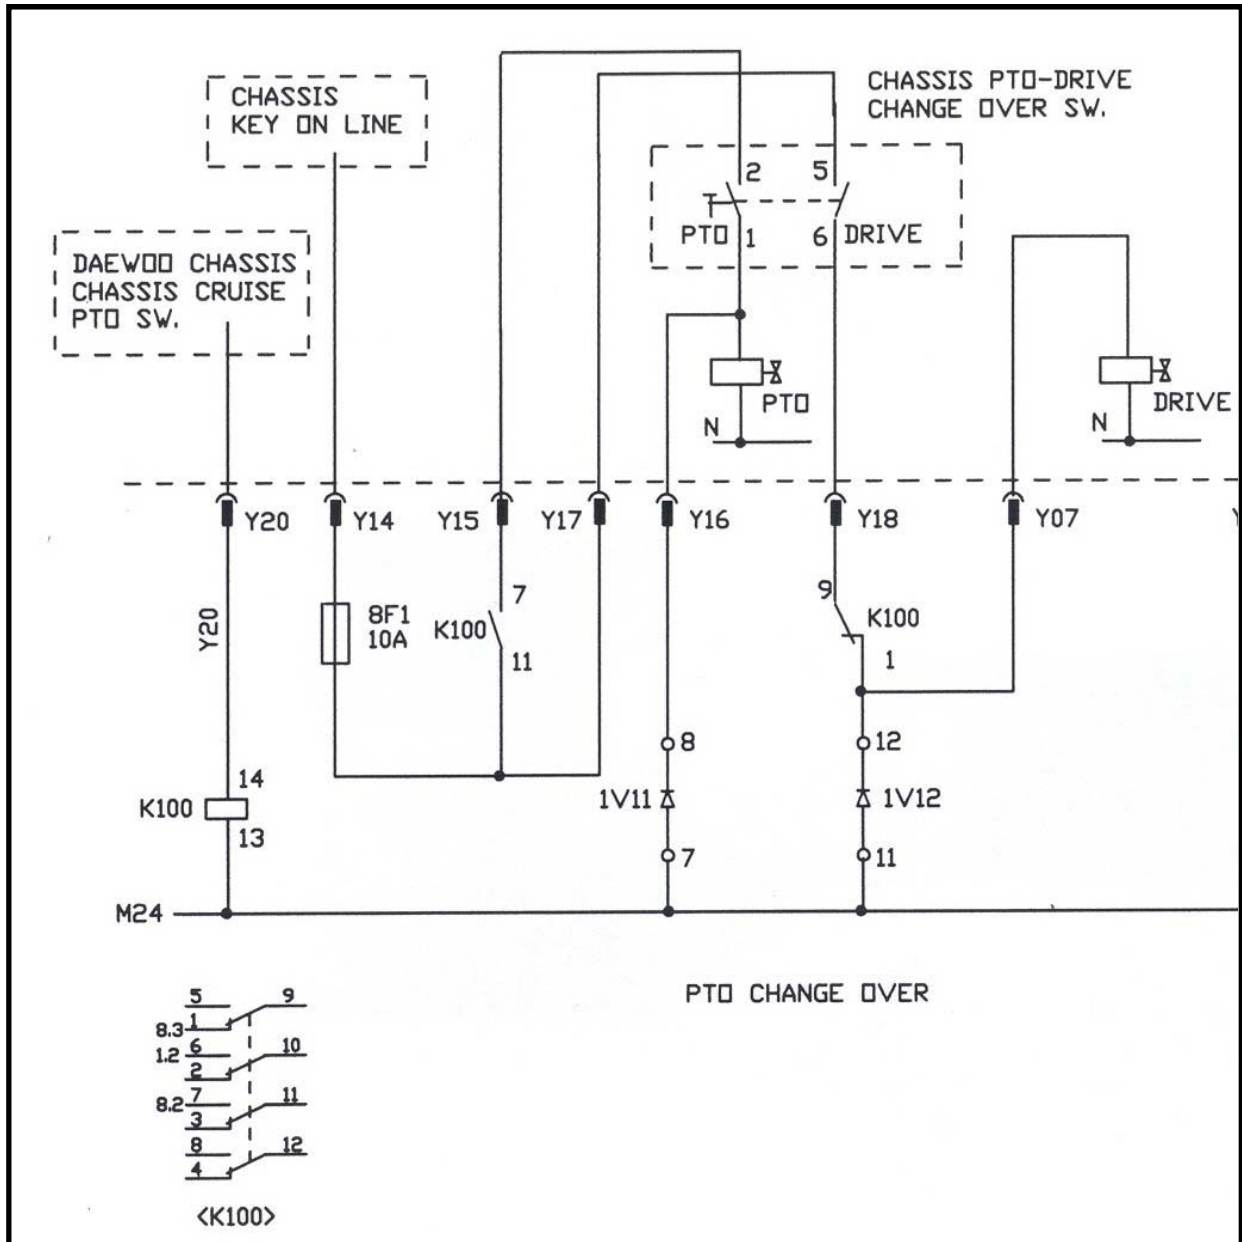 CHASSIS
KEY ON LINE
CHASSIS PTO-DRIVE
CHANGE OVER SW.
2
5
PTO
1
6
DRIVE
DAEWOO CHASSIS
CHASSIS CRUISE
PTO SW.
PTO
N
DRIVE
N
Y20
Y14
Y15
Y17
Y16
Y18
Y07
Y20
8F1
10A
7
K100
11
9
K100
1
8
12
14
K100
13
1V11
1V12
7
11
M24
PTO CHANGE OVER
5
9
8.3
1
1.2
6
10
2
8.2
7
11
3
8
12
4
<K100>